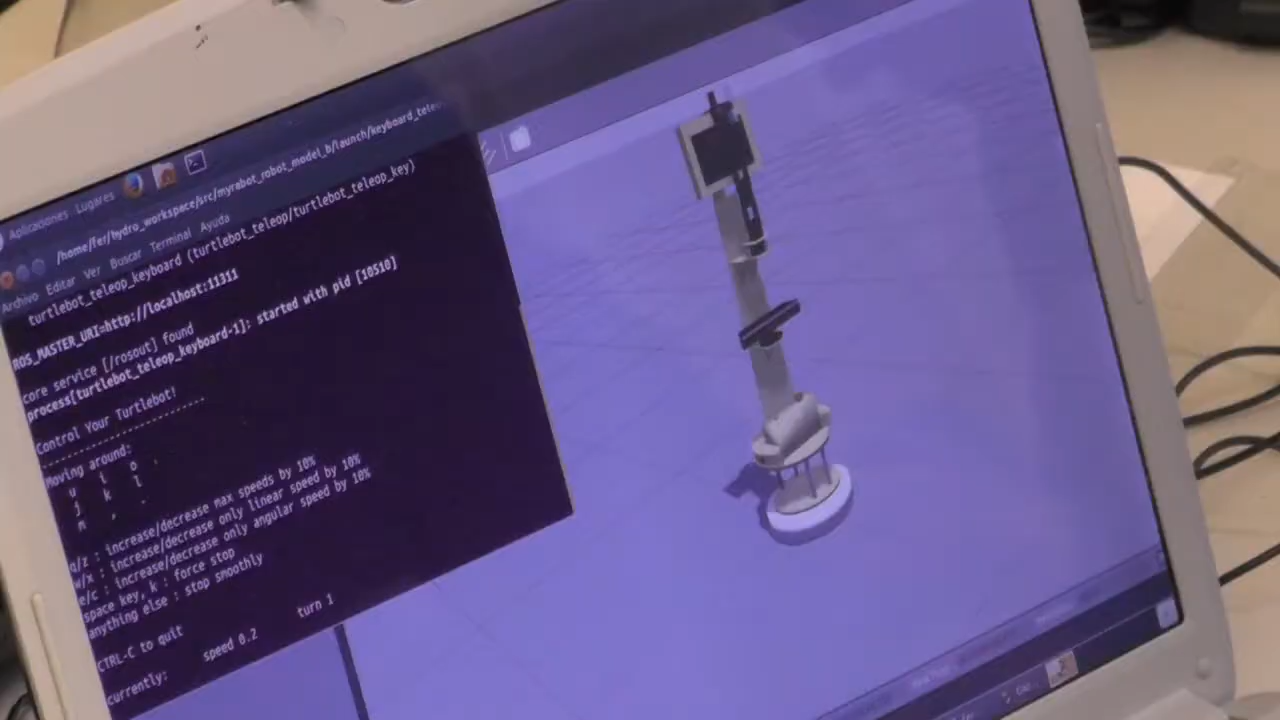 Aplicaciones Lugares
/home/fer/hydro_workspace/src/myrabot_robot_model_b/launch/keyboard_tele
Archivo Editar Ver Buscar Terminal Ayuda
turtlebot_teleop_keyboard (turtlebot_teleop/turtlebot_teleop_key)
ROS_MASTER_URI=http://localhost:11311
core service [/rosout] found
process[turtlebot_teleop_keyboard-1]: started with pid [10510]
Control Your Turtlebot!
---------------------------
Moving around:
u i o
j k l
m , .
q/z : increase/decrease max speeds by 10%
w/x : increase/decrease only linear speed by 10%
e/c : increase/decrease only angular speed by 10%
space key, k : force stop
anything else : stop smoothly
CTRL-C to quit
currently: speed 0.2 turn 1